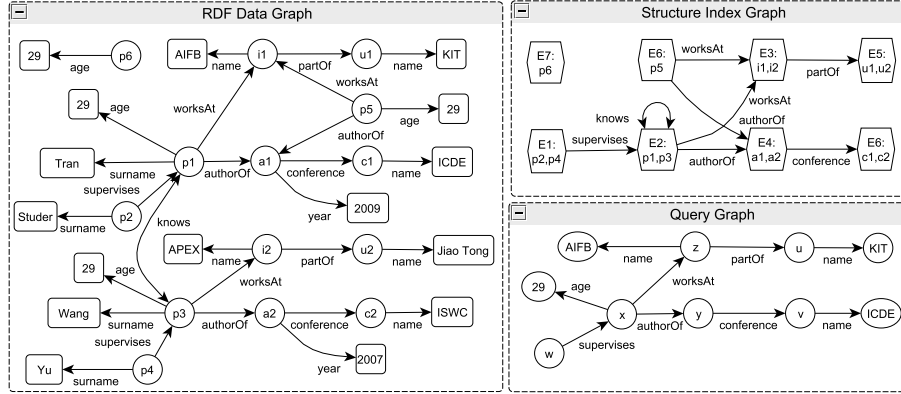 RDF Data Graph
29
age
p6
AIFB
name
i1
partOf
u1
name
KIT
29
age
worksAt
worksAt
p5
age
29
authorOf
Tran
surname
p1
authorOf
a1
conference
c1
name
ICDE
supervises
Studer
surname
p2
year
2009
knows
APEX
name
i2
partOf
u2
name
Jiao Tong
29
age
worksAt
Wang
surname
p3
authorOf
a2
conference
c2
name
ISWC
supervises
Yu
surname
p4
year
2007
Structure Index Graph
E7:
p6
E6:
p5
worksAt
E3:
i1,i2
partOf
E5:
u1,u2
worksAt
knows
authorOf
E1:
p2,p4
supervises
E2:
p1,p3
authorOf
E4:
a1,a2
conference
E6:
c1,c2
Query Graph
AIFB
name
z
partOf
u
name
KIT
29
age
worksAt
x
authorOf
y
conference
v
name
ICDE
w
supervises